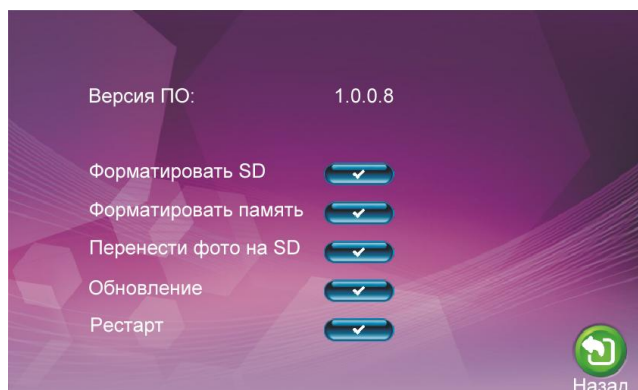 Версия ПО: 1.0.0.8
Форматировать SD
Форматировать память
Перенести фото на SD
Обновление
Рестарт
Назад